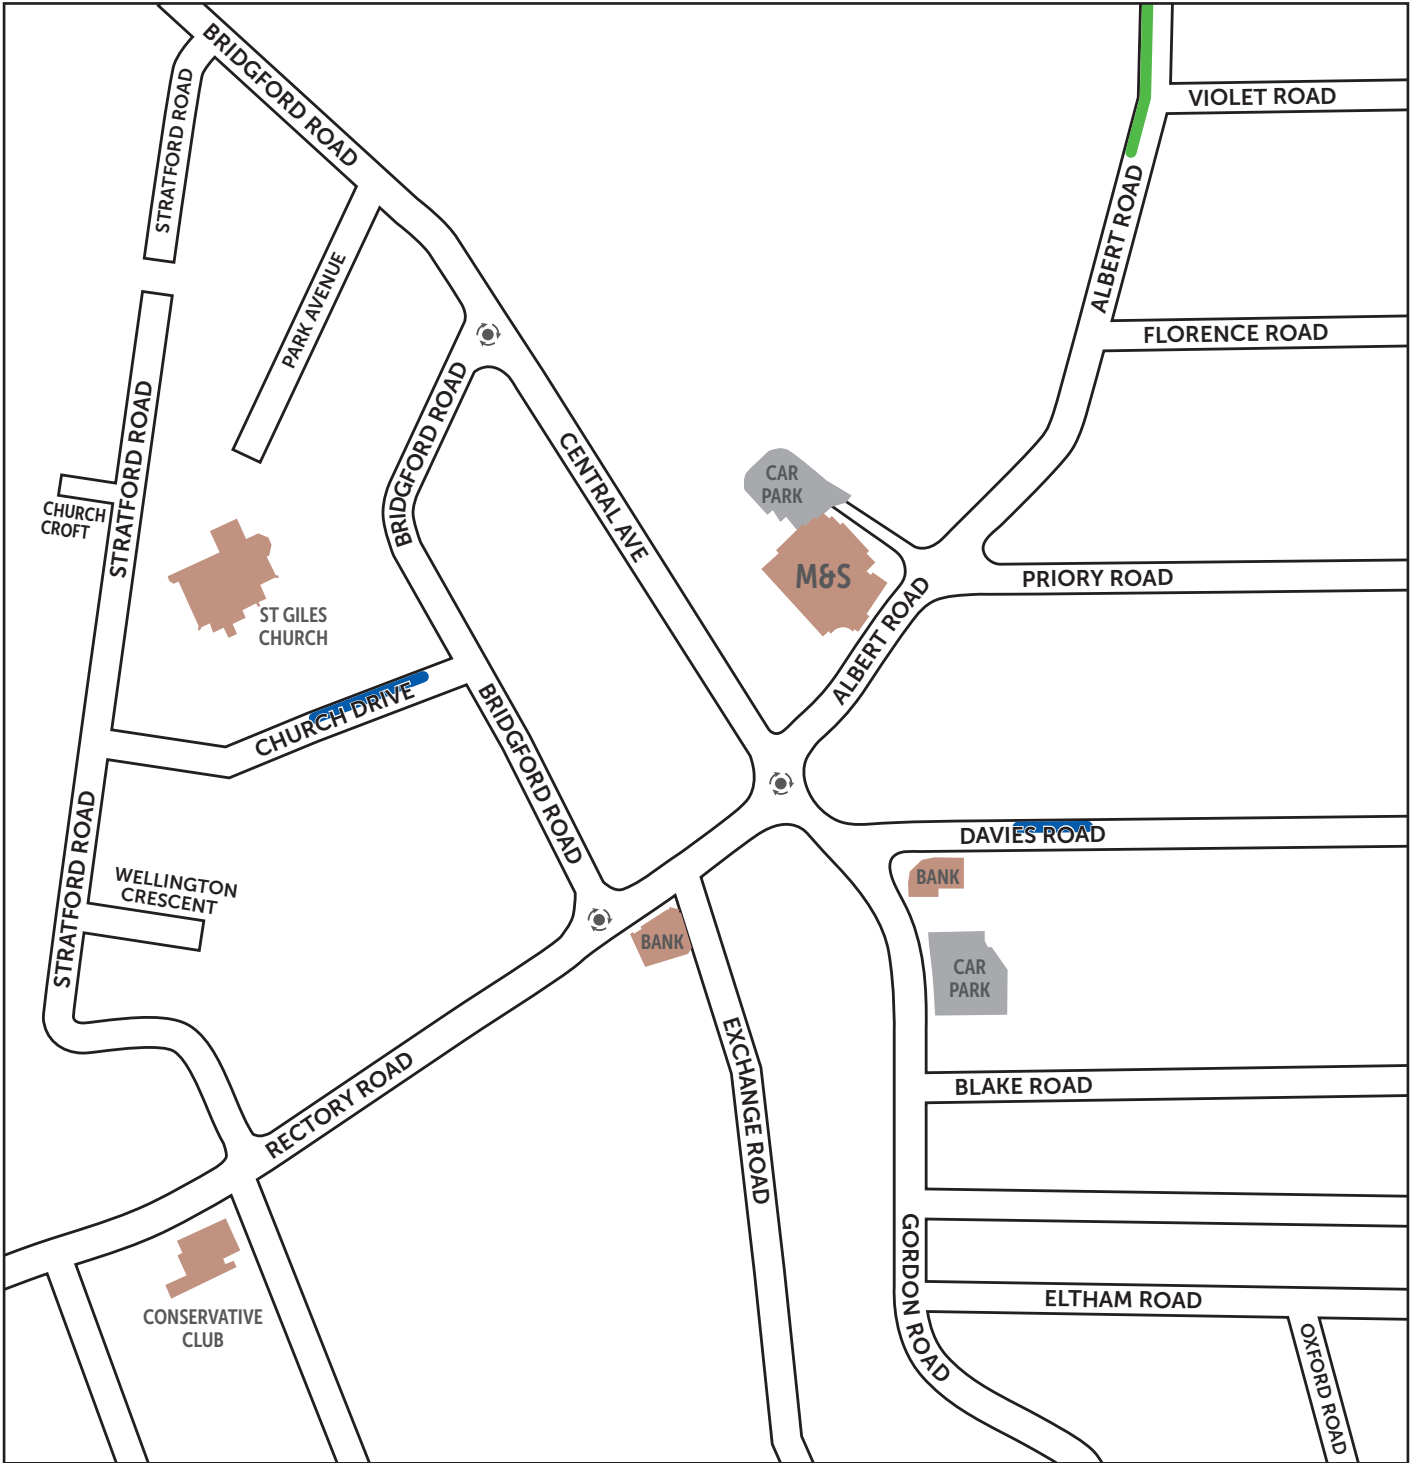 BRIDGFORD ROAD
VIOLET ROAD
STRATFORD ROAD
ALBERT ROAD
PARK AVENUE
FLORENCE ROAD
BRIDGFORD ROAD
STRATFORD ROAD
CENTRAL AVE
CAR
PARK
CHURCH
CROFT
M&S
PRIORY ROAD
ST GILES
CHURCH
ALBERT ROAD
CHURCH DRIVE
BRIDGFORD ROAD
DAVIES ROAD
STRATFORD ROAD
WELLINGTON
CRESCENT
BANK
BANK
CAR
PARK
EXCHANGE ROAD
RECTORY ROAD
BLAKE ROAD
GORDON ROAD
ELTHAM ROAD
CONSERVATIVE
CLUB
OXFORD ROAD